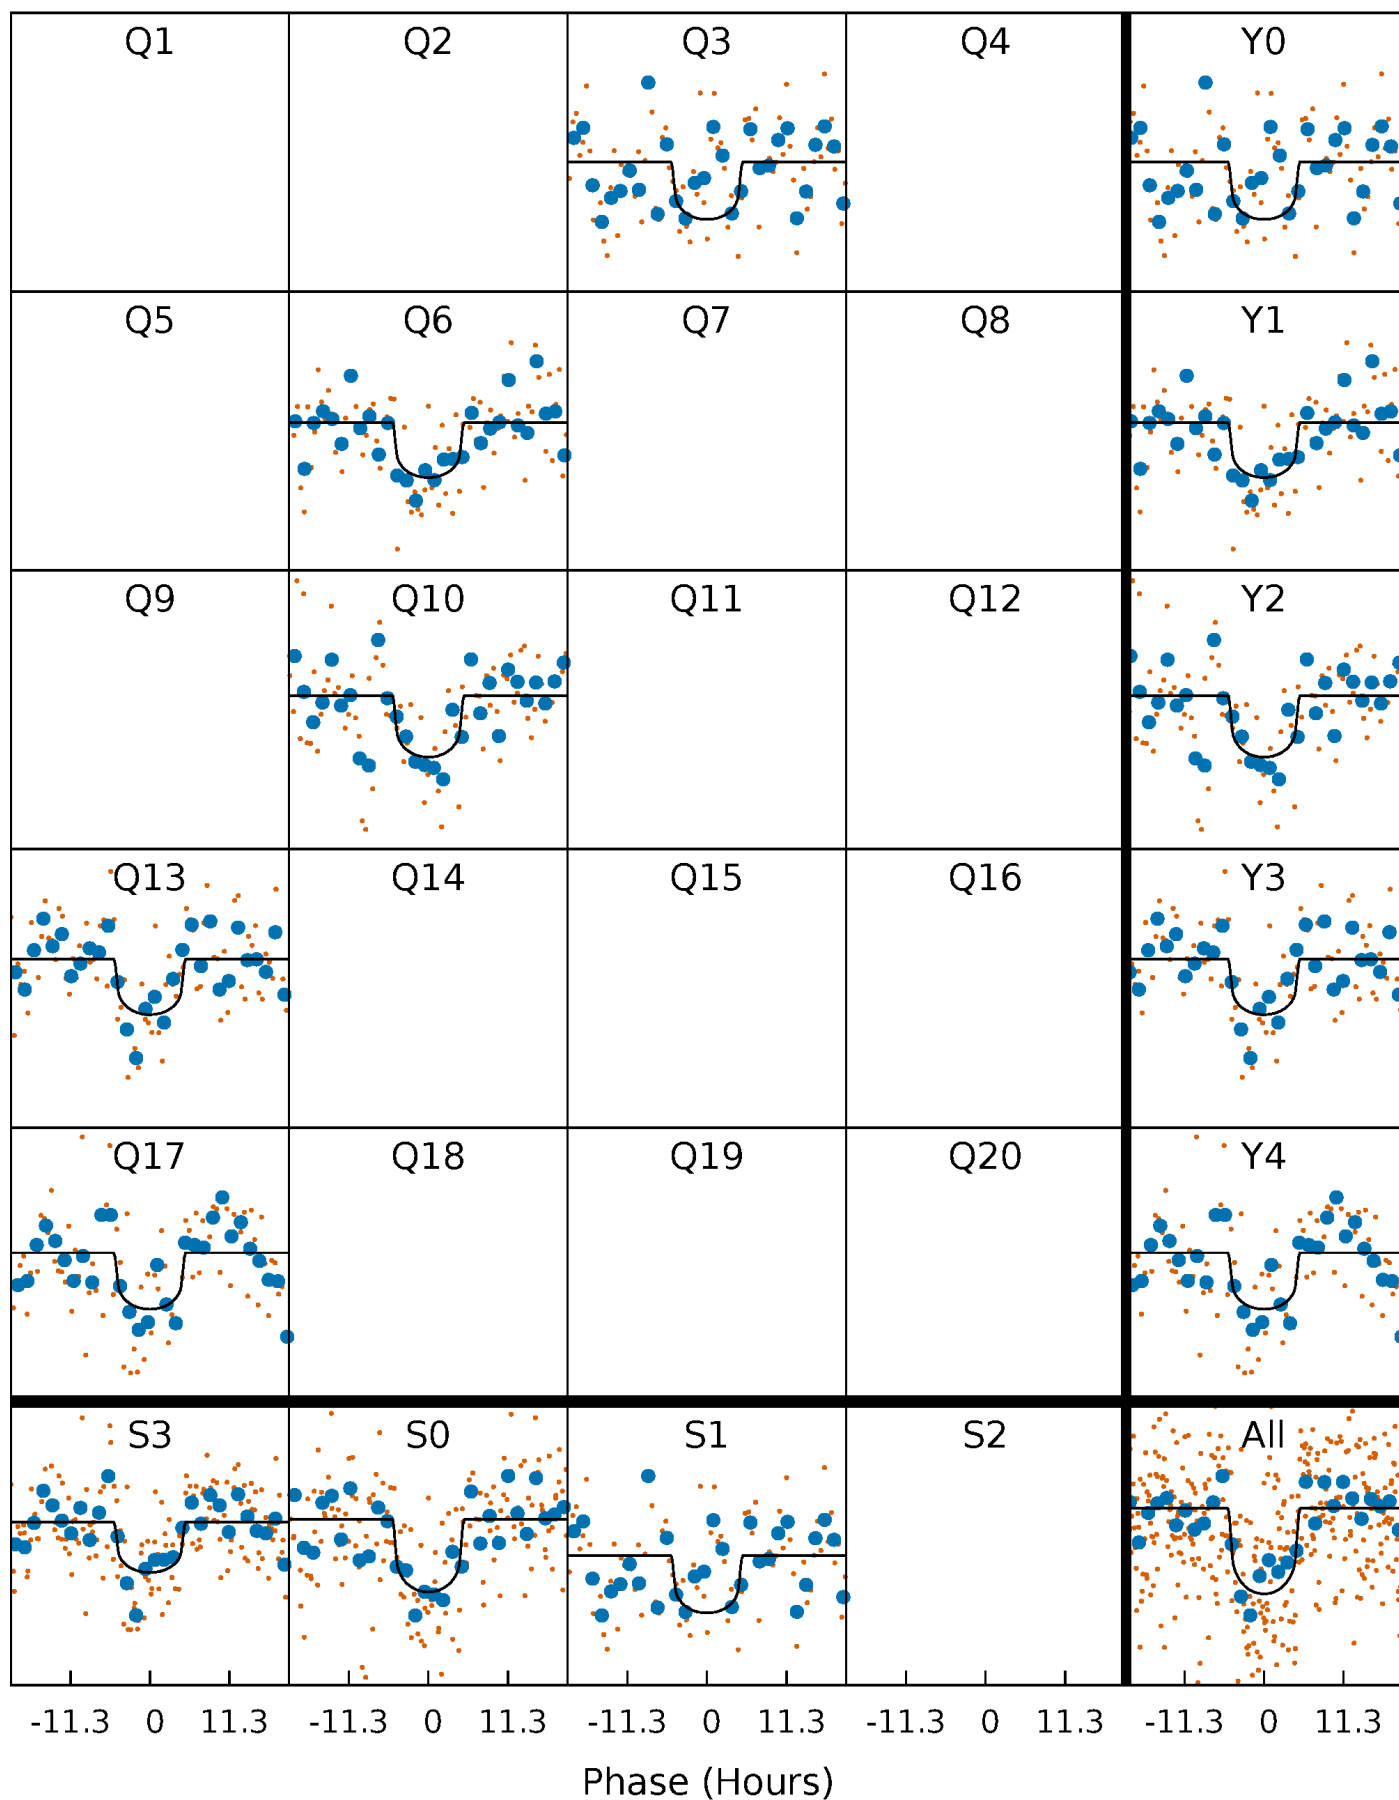 Q1 Q2 Q3 Q4 Y0
Q5 Q6 Q7 Q8 Y1
Q9 Q10 Q11 Q12 Y2
Q13 Q14 Q15 Q16 Y3
Q17 Q18 Q19 Q20 Y4
S3 S0 S1 S2 All
-11.3 0 11.3 -11.3 0 11.3 -11.3 0 11.3 -11.3 0 11.3 -11.3 0 11.3
Phase (Hours)